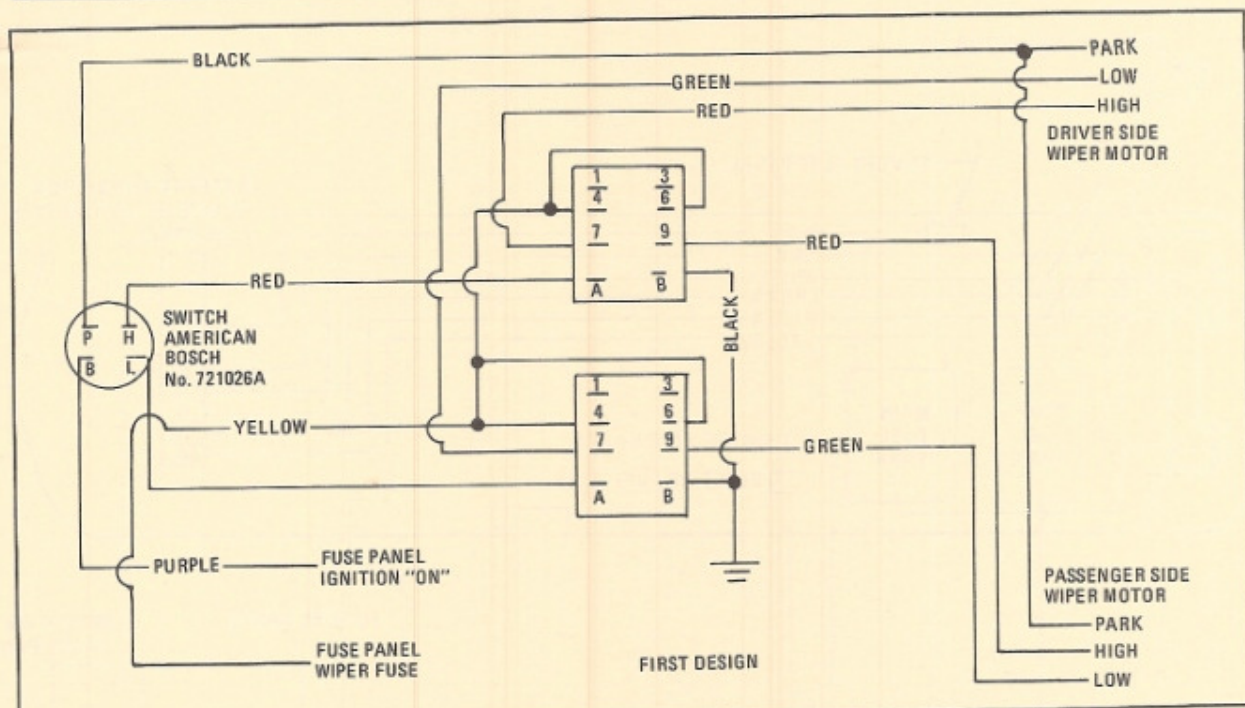 BLACK
PARK
GREEN
LOW
RED
HIGH
DRIVER SIDE
WIPER MOTOR
1 3
4 6
7 9
RED
RED
A B
SWITCH
AMERICAN
BOSCH
No. 721026A
P H
B L
BLACK
1 3
4 6
YELLOW
7 9
GREEN
A B
PURPLE
FUSE PANEL
IGNITION "ON"
PASSENGER SIDE
WIPER MOTOR
PARK
FUSE PANEL
WIPER FUSE
FIRST DESIGN
HIGH
LOW